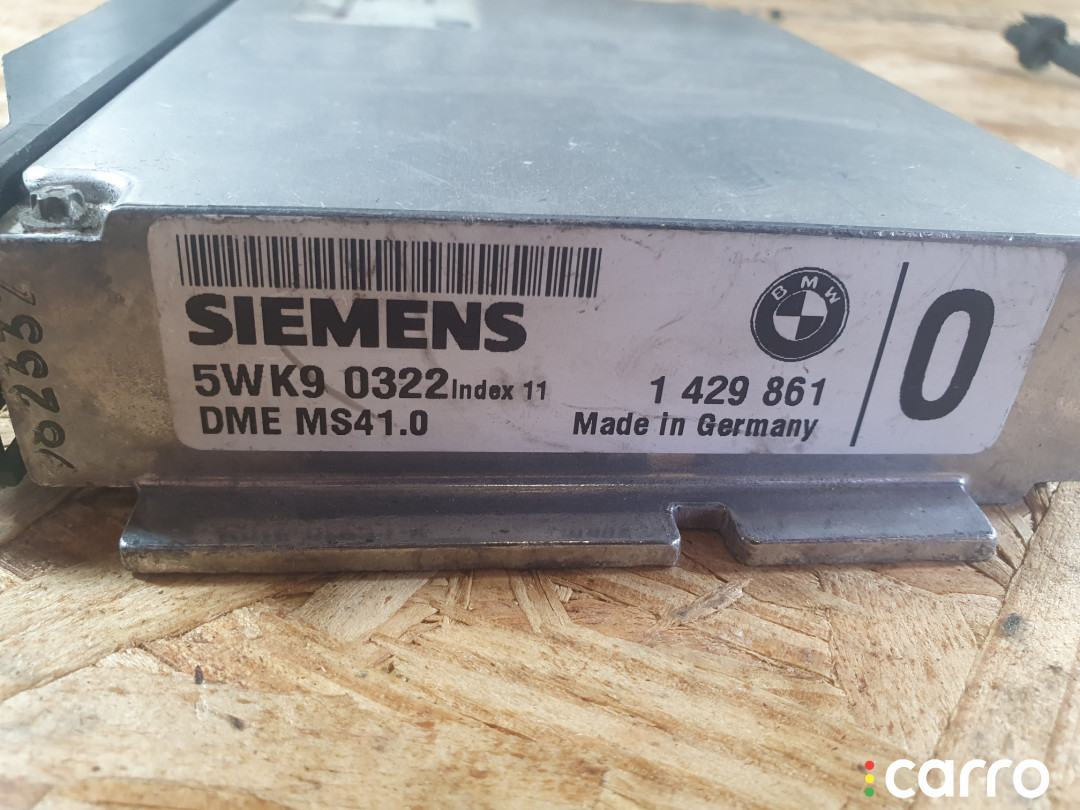 SIEMENS
BMW
5WK9 0322 Index 11
1 429 861
DME MS41.0
Made in Germany
0
carro